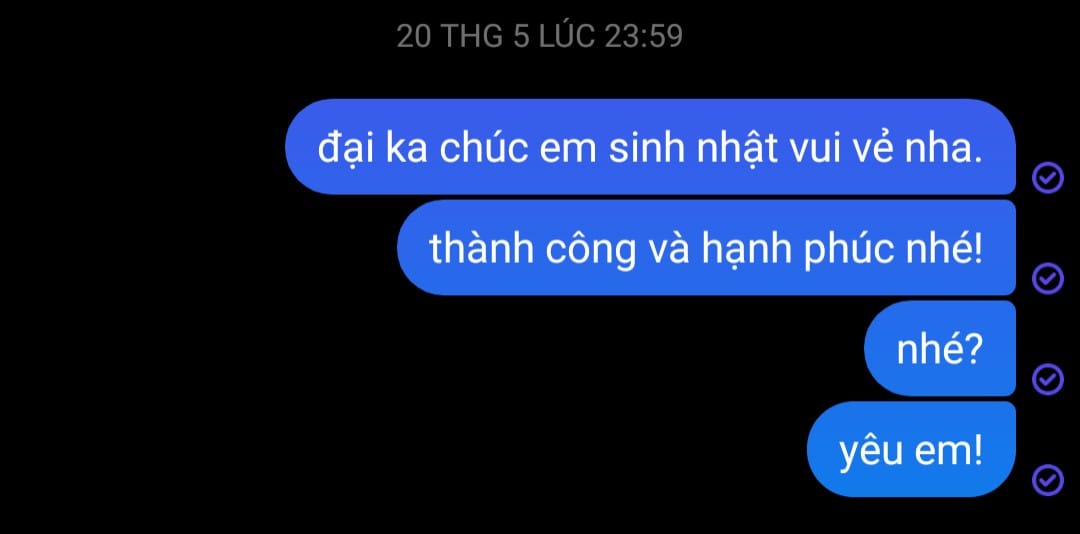 20 THG 5 LÚC 23:59
đại ka chúc em sinh nhật vui vẻ nha.
thành công và hạnh phúc nhé!
nhé?
yêu em!